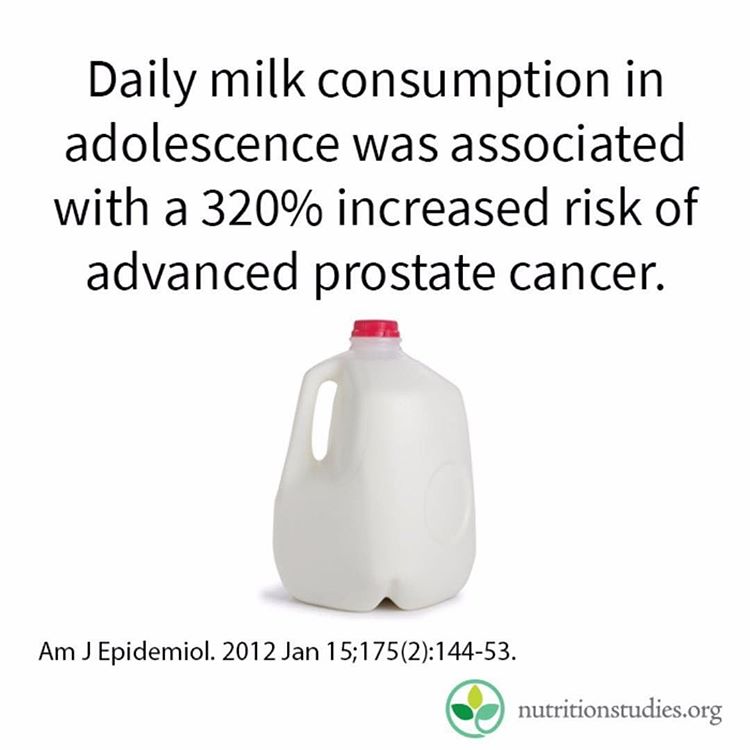 Daily milk consumption in
adolescence was associated
with a 320% increased risk of
advanced prostate cancer.
Am J Epidemiol. 2012 Jan 15;175(2):144-53.
nutritionstudies.org